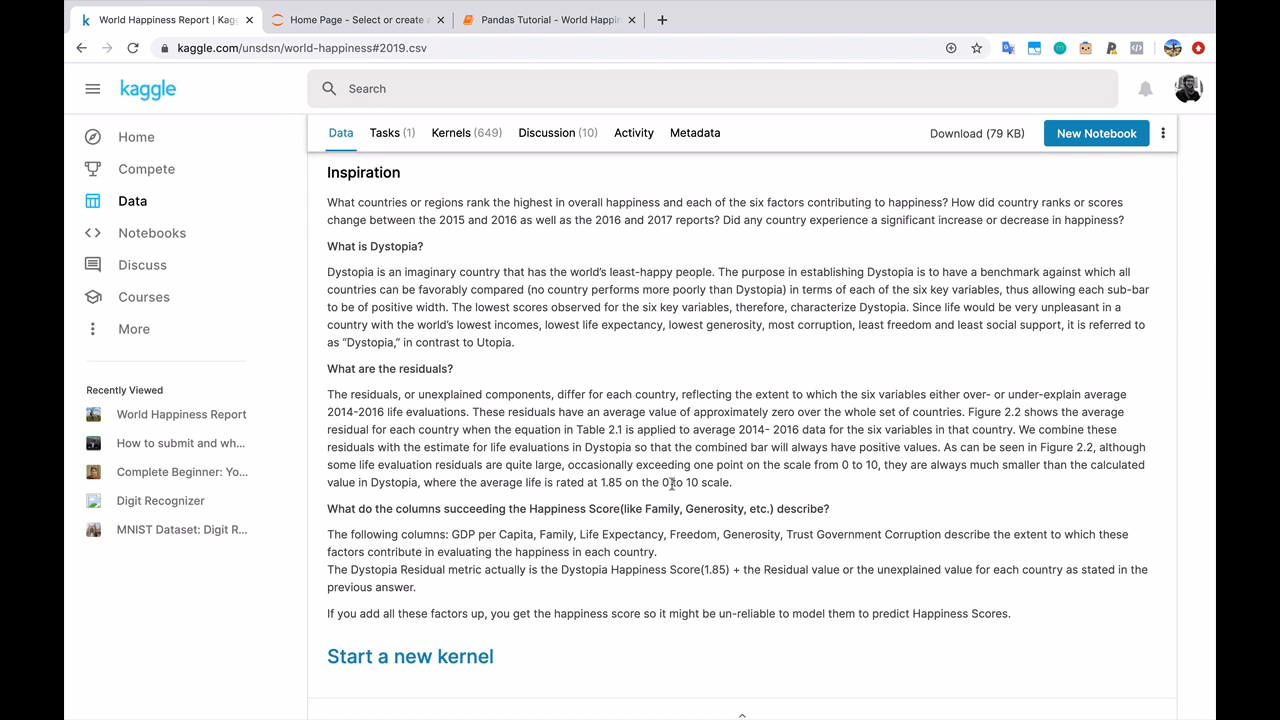 World Happiness Report | Kag
Home Page - Select or create a
Pandas Tutorial - World Happin
kaggle.com/unsdsn/world-happiness#2019.csv
kaggle
Search
Home
Compete
Data
Notebooks
Discuss
Courses
More
Recently Viewed
World Happiness Report
How to submit and wh...
Complete Beginner: Yo...
Digit Recognizer
MNIST Dataset: Digit R...
Data Tasks (1) Kernels (649) Discussion (10) Activity Metadata Download (79 KB) New Notebook
Inspiration
What countries or regions rank the highest in overall happiness and each of the six factors contributing to happiness? How did country ranks or scores
change between the 2015 and 2016 as well as the 2016 and 2017 reports? Did any country experience a significant increase or decrease in happiness?
What is Dystopia?
Dystopia is an imaginary country that has the world's least-happy people. The purpose in establishing Dystopia is to have a benchmark against which all
countries can be favorably compared (no country performs more poorly than Dystopia) in terms of each of the six key variables, thus allowing each sub-bar
to be of positive width. The lowest scores observed for the six key variables, therefore, characterize Dystopia. Since life would be very unpleasant in a
country with the world's lowest incomes, lowest life expectancy, lowest generosity, most corruption, least freedom and least social support, it is referred to
as “Dystopia,” in contrast to Utopia.
What are the residuals?
The residuals, or unexplained components, differ for each country, reflecting the extent to which the six variables either over- or under-explain average
2014-2016 life evaluations. These residuals have an average value of approximately zero over the whole set of countries. Figure 2.2 shows the average
residual for each country when the equation in Table 2.1 is applied to average 2014- 2016 data for the six variables in that country. We combine these
residuals with the estimate for life evaluations in Dystopia so that the combined bar will always have positive values. As can be seen in Figure 2.2, although
some life evaluation residuals are quite large, occasionally exceeding one point on the scale from 0 to 10, they are always much smaller than the calculated
value in Dystopia, where the average life is rated at 1.85 on the 0 to 10 scale.
What do the columns succeeding the Happiness Score(like Family, Generosity, etc.) describe?
The following columns: GDP per Capita, Family, Life Expectancy, Freedom, Generosity, Trust Government Corruption describe the extent to which these
factors contribute in evaluating the happiness in each country.
The Dystopia Residual metric actually is the Dystopia Happiness Score(1.85) + the Residual value or the unexplained value for each country as stated in the
previous answer.
If you add all these factors up, you get the happiness score so it might be un-reliable to model them to predict Happiness Scores.
Start a new kernel